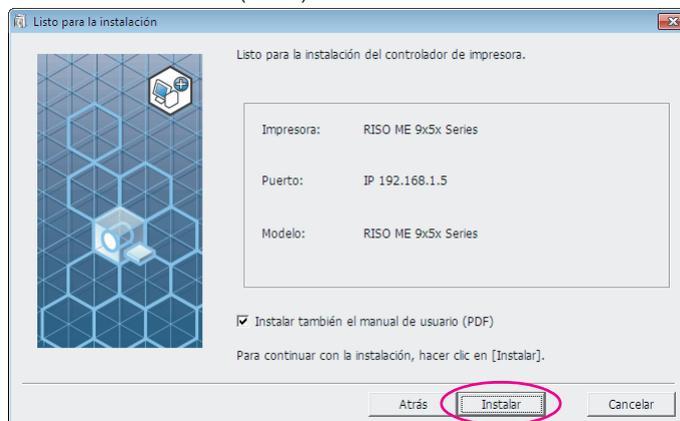 Listo para la instalación
Listo para la instalación del controlador de impresora.
Impresora: RISO ME 9x5x Series
Puerto: IP 192.168.1.5
Modelo: RISO ME 9x5x Series
Instalar también el manual de usuario (PDF)
Para continuar con la instalación, hacer clic en [Instalar].
Atrás Instalar Cancelar